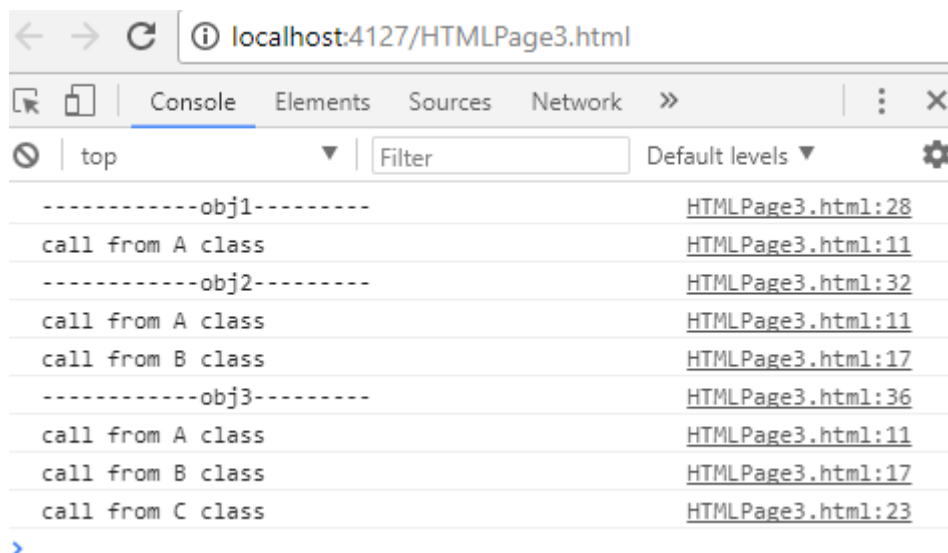 localhost:4127/HTMLPage3.html
Console Elements Sources Network »
top Filter Default levels
------------obj1--------- HTMLPage3.html:28
call from A class HTMLPage3.html:11
------------obj2--------- HTMLPage3.html:32
call from A class HTMLPage3.html:11
call from B class HTMLPage3.html:17
------------obj3--------- HTMLPage3.html:36
call from A class HTMLPage3.html:11
call from B class HTMLPage3.html:17
call from C class HTMLPage3.html:23